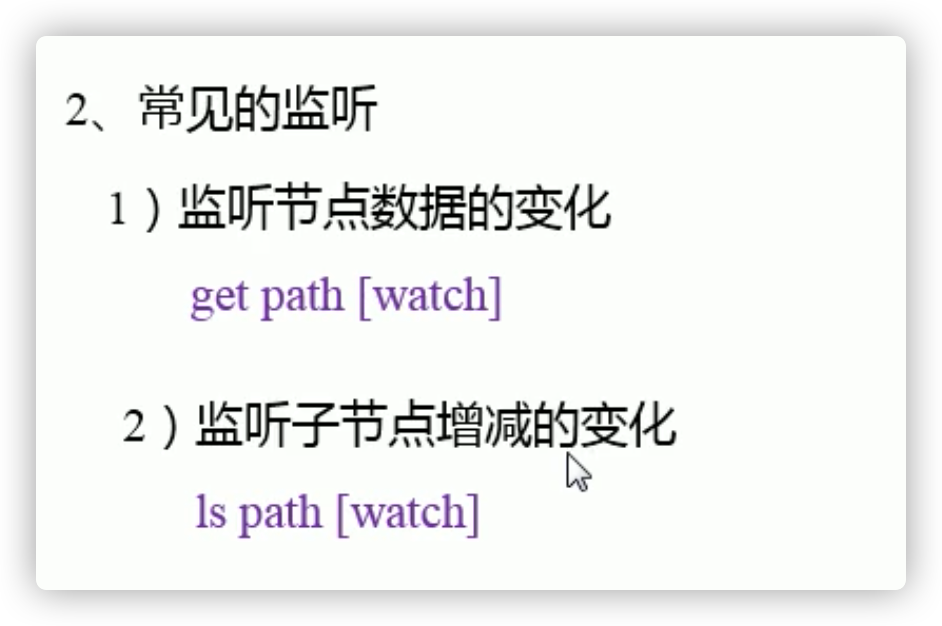 2、常见的监听
1）监听节点数据的变化
get path [watch]
2）监听子节点增减的变化
ls path [watch]